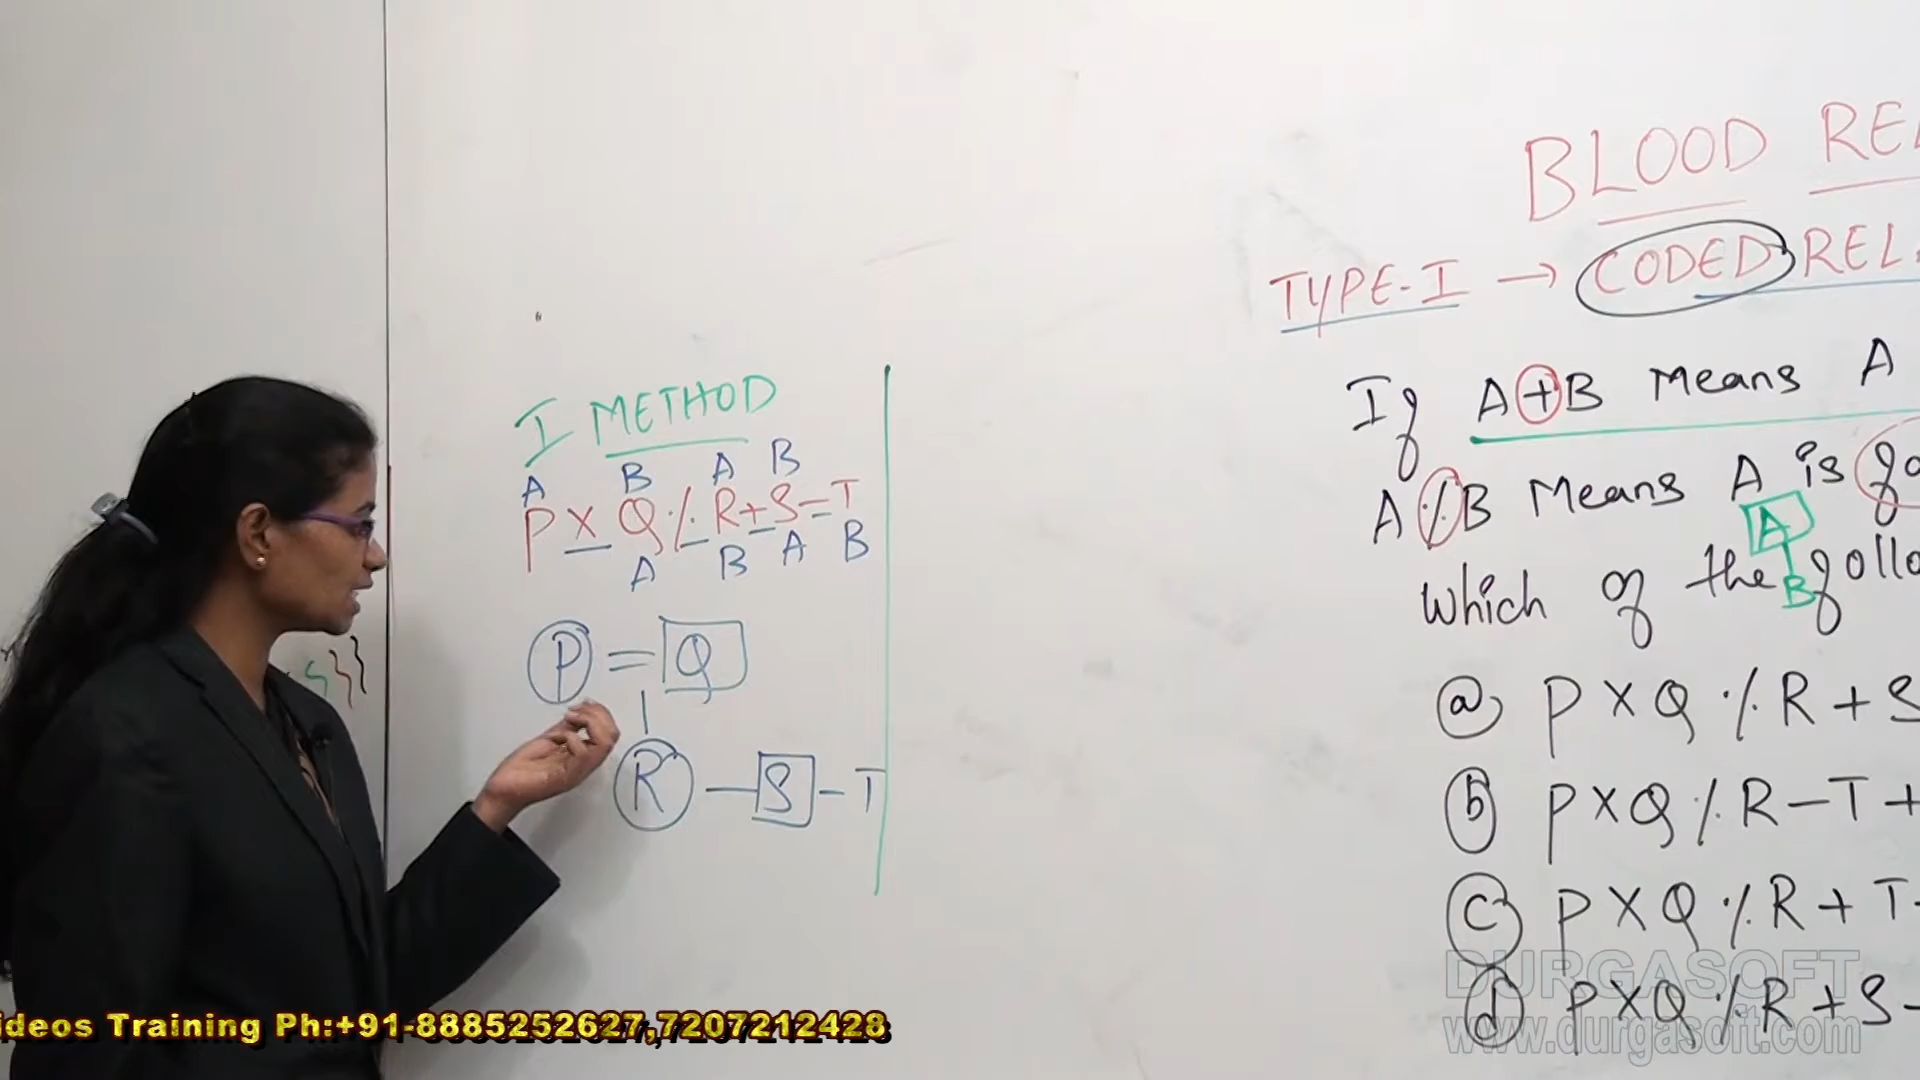 BLOOD
TYPE-I → CODED REL
If A+B Means A
A%B Means A is
A
B
Which of the follo
a P X Q % R + S
b P X Q % R - T +
c P X Q % R + T
d P X Q % R + S -
I METHOD
A B A B
P X Q % R + S - T
A B A B
P = Q
R - S - T
DURGASOFT
www.durgasoft.com
ideos Training Ph:+91-8885252627,7207212428